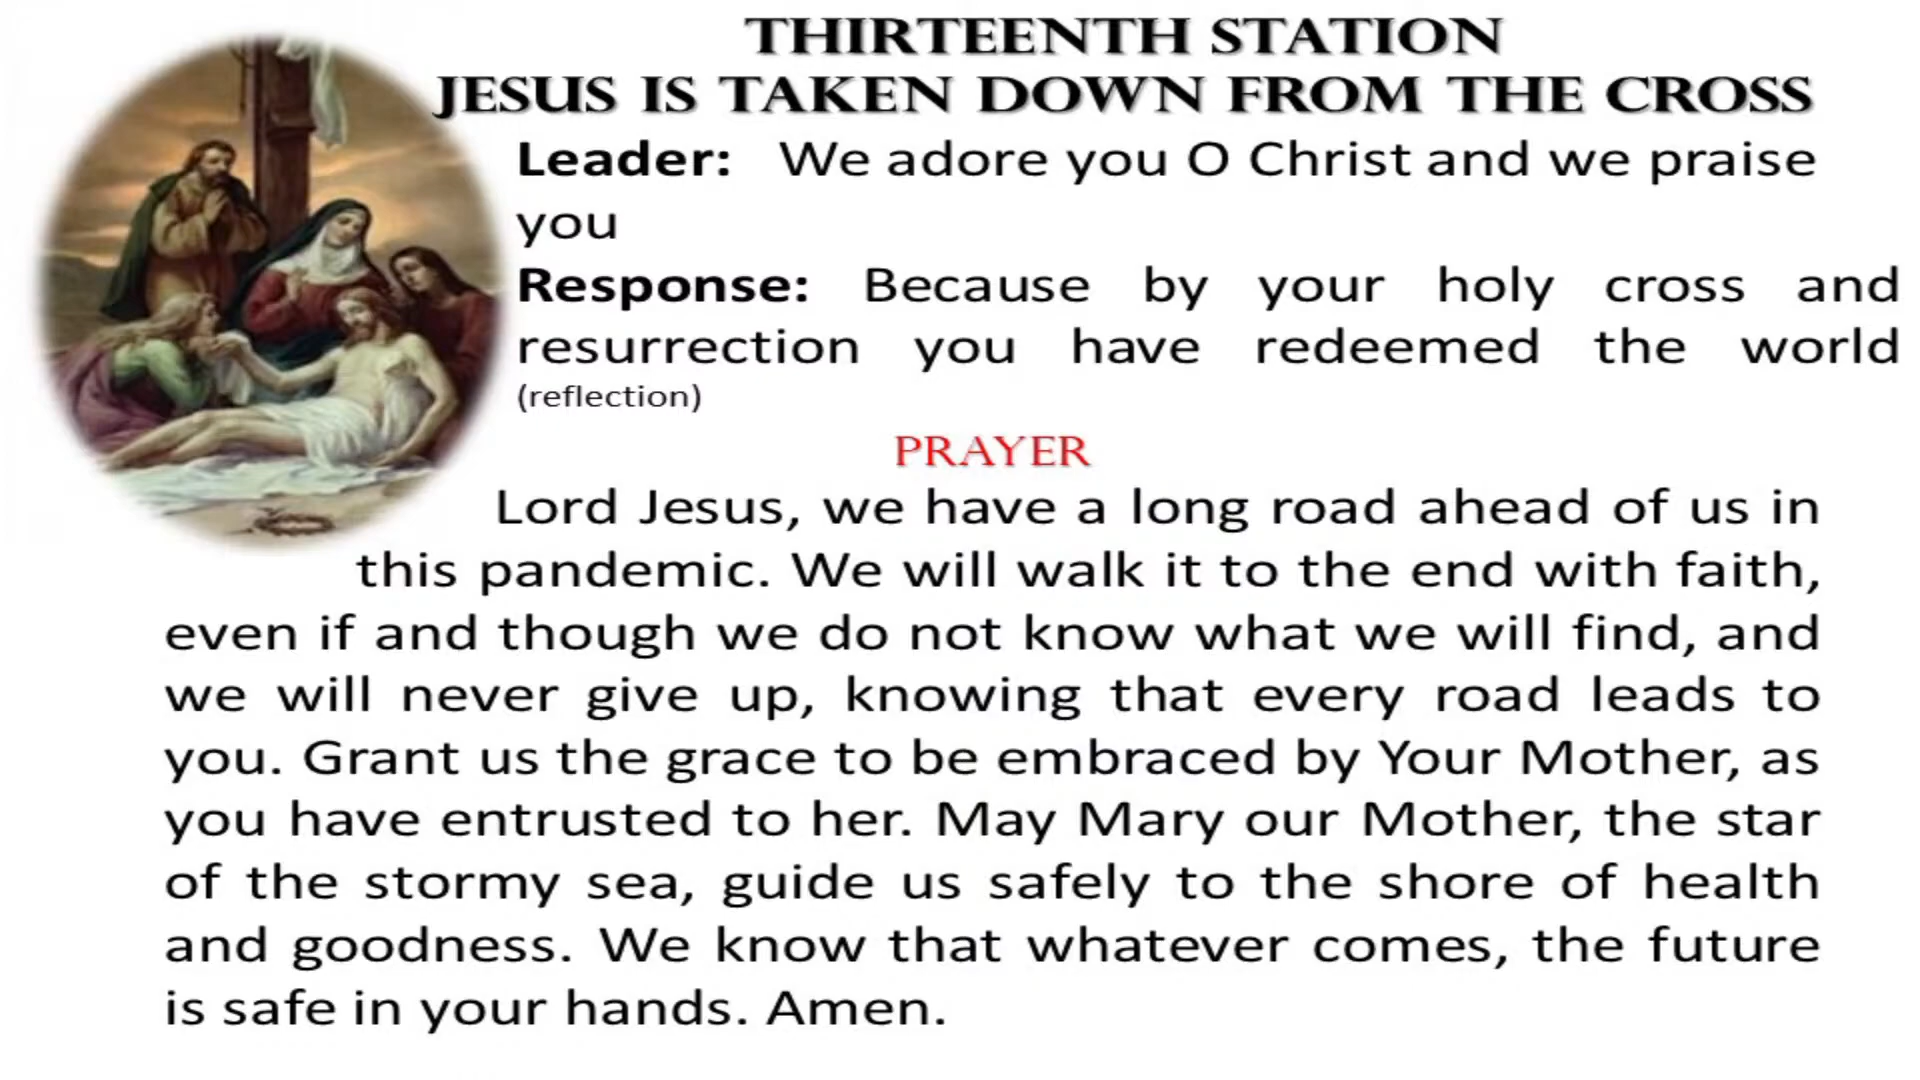 THIRTEENTH STATION
JESUS IS TAKEN DOWN FROM THE CROSS
Leader: We adore you O Christ and we praise
you
Response: Because by your holy cross and
resurrection you have redeemed the world
(reflection)
PRAYER
Lord Jesus, we have a long road ahead of us in
this pandemic. We will walk it to the end with faith,
even if and though we do not know what we will find, and
we will never give up, knowing that every road leads to
you. Grant us the grace to be embraced by Your Mother, as
you have entrusted to her. May Mary our Mother, the star
of the stormy sea, guide us safely to the shore of health
and goodness. We know that whatever comes, the future
is safe in your hands. Amen.